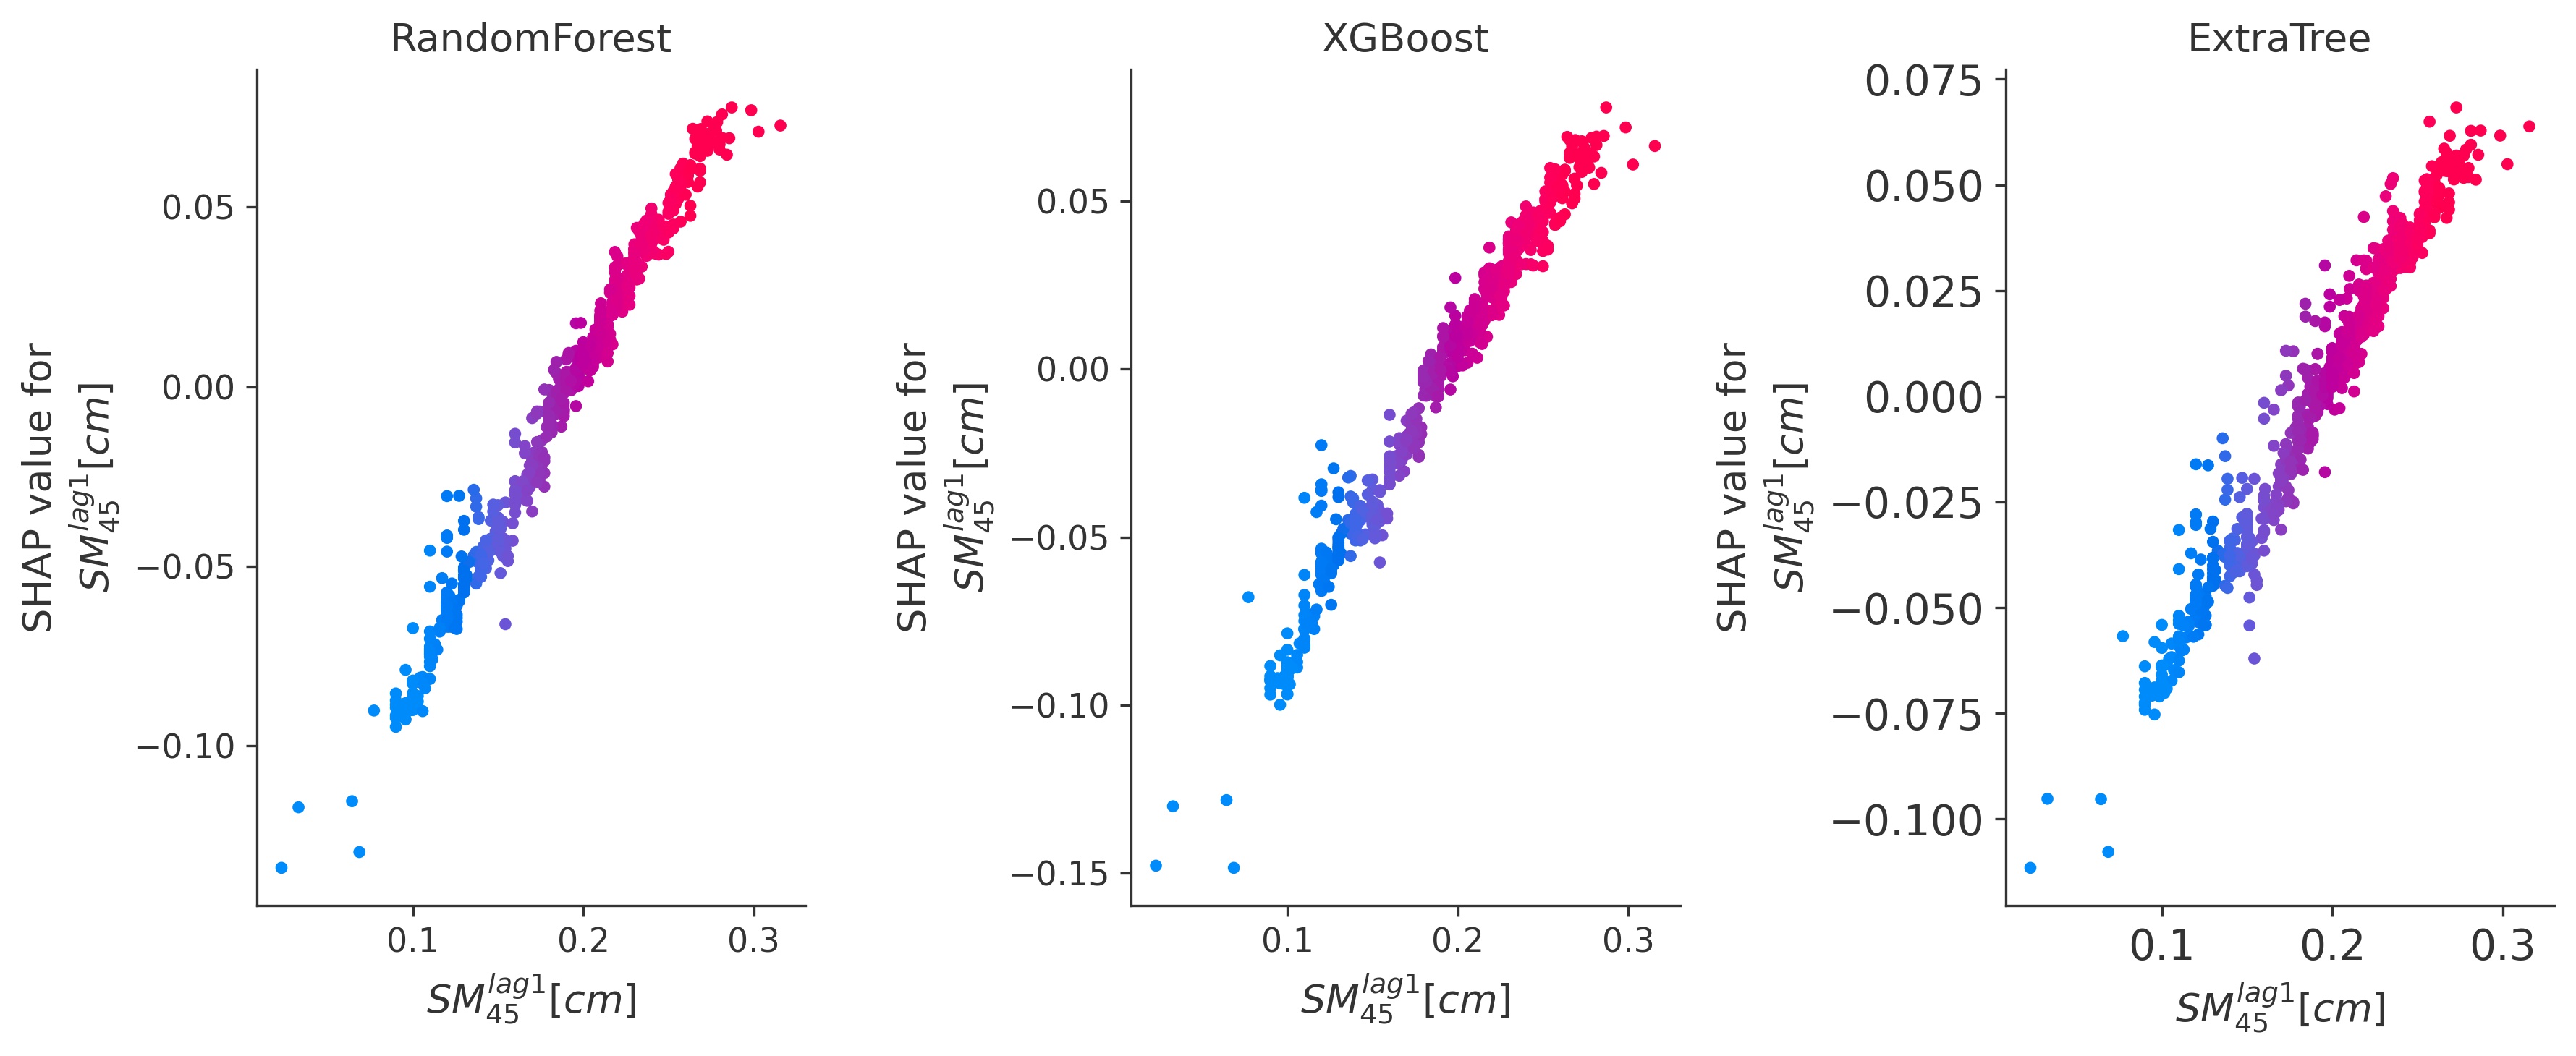 RandomForest
0.05
0.00
−0.05
−0.10
SHAP value for
SM₄₅ˡᵃᵍ¹[cm]
0.1 0.2 0.3
SM₄₅ˡᵃᵍ¹[cm]
XGBoost
0.05
0.00
−0.05
−0.10
−0.15
SHAP value for
SM₄₅ˡᵃᵍ¹[cm]
0.1 0.2 0.3
SM₄₅ˡᵃᵍ¹[cm]
ExtraTree
0.075
0.050
0.025
0.000
−0.025
−0.050
−0.075
−0.100
SHAP value for
SM₄₅ˡᵃᵍ¹[cm]
0.1 0.2 0.3
SM₄₅ˡᵃᵍ¹[cm]